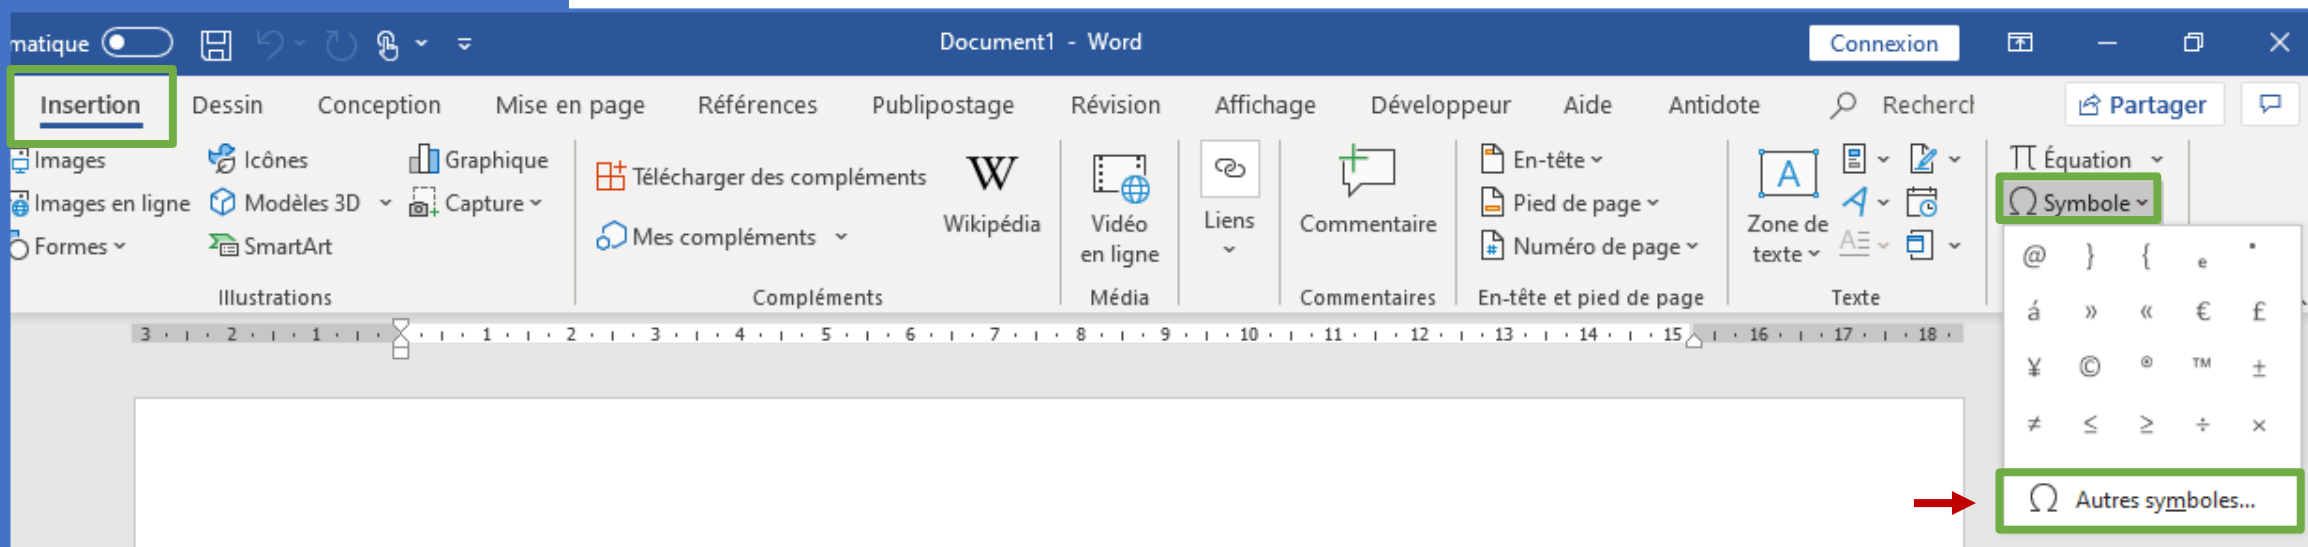 matique
Document1 - Word
Connexion
Insertion Dessin Conception Mise en page Références Publipostage Révision Affichage Développeur Aide Antidote Recherch Partager
Images Icônes Graphique
Images en ligne Modèles 3D Capture
Formes SmartArt
Illustrations
Télécharger des compléments
Mes compléments
W
Wikipédia
Compléments
Vidéo
en ligne
Média
Liens
Commentaire
Commentaires
En-tête
Pied de page
# Numéro de page
En-tête et pied de page
A
Zone de
texte
A
A
Texte
π Équation
Ω Symbole
@ } { e
á » « € £
¥ © ® ™ ±
≠ ≤ ≥ ÷ ×
Ω Autres symboles...
3 2 1 1 2 3 4 5 6 7 8 9 10 11 12 13 14 15 16 17 18